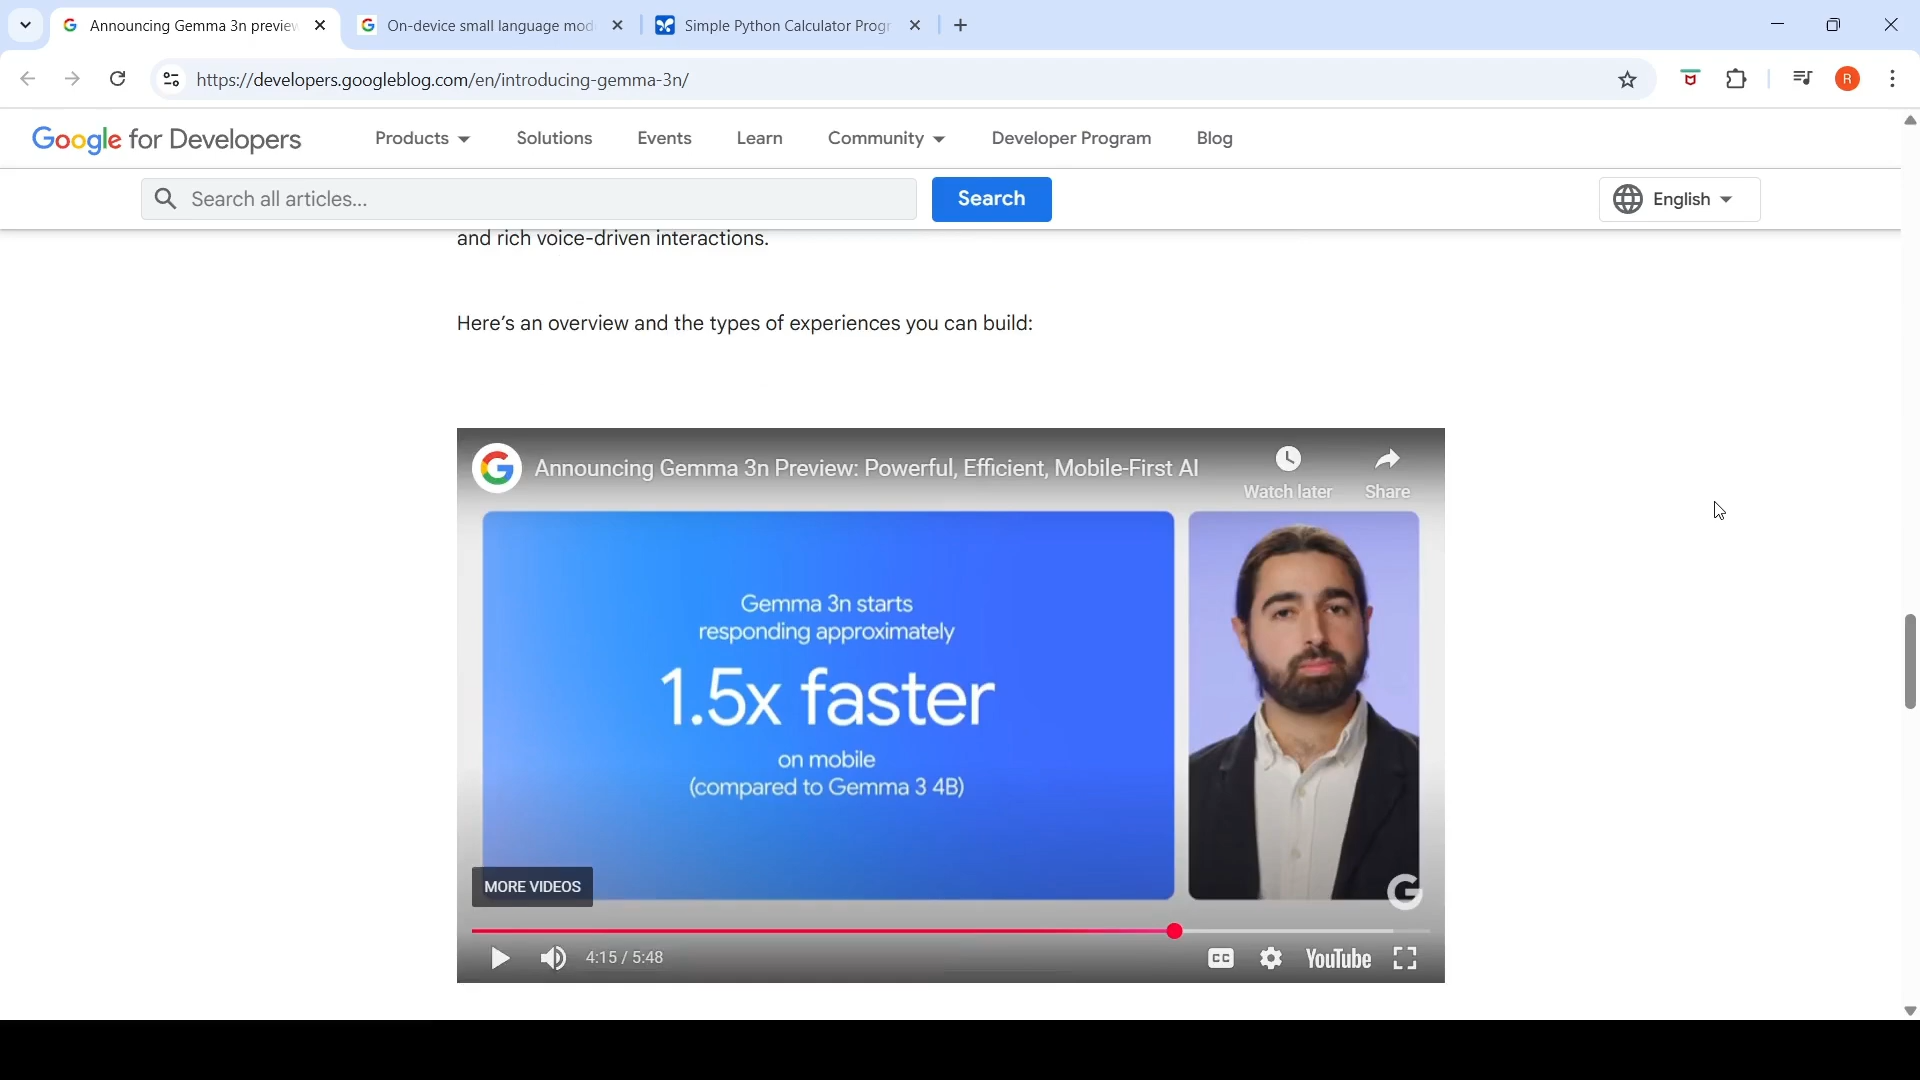 Announcing Gemma 3n preview
On-device small language mod
Simple Python Calculator Progr
https://developers.googleblog.com/en/introducing-gemma-3n/
R
Google for Developers
Products
Solutions
Events
Learn
Community
Developer Program
Blog
Search all articles...
Search
English
and rich voice-driven interactions.
Here’s an overview and the types of experiences you can build:
Announcing Gemma 3n Preview: Powerful, Efficient, Mobile-First AI
Watch later
Share
Gemma 3n starts
responding approximately
1.5x faster
on mobile
(compared to Gemma 3 4B)
MORE VIDEOS
4:15 / 5:48
CC
YouTube